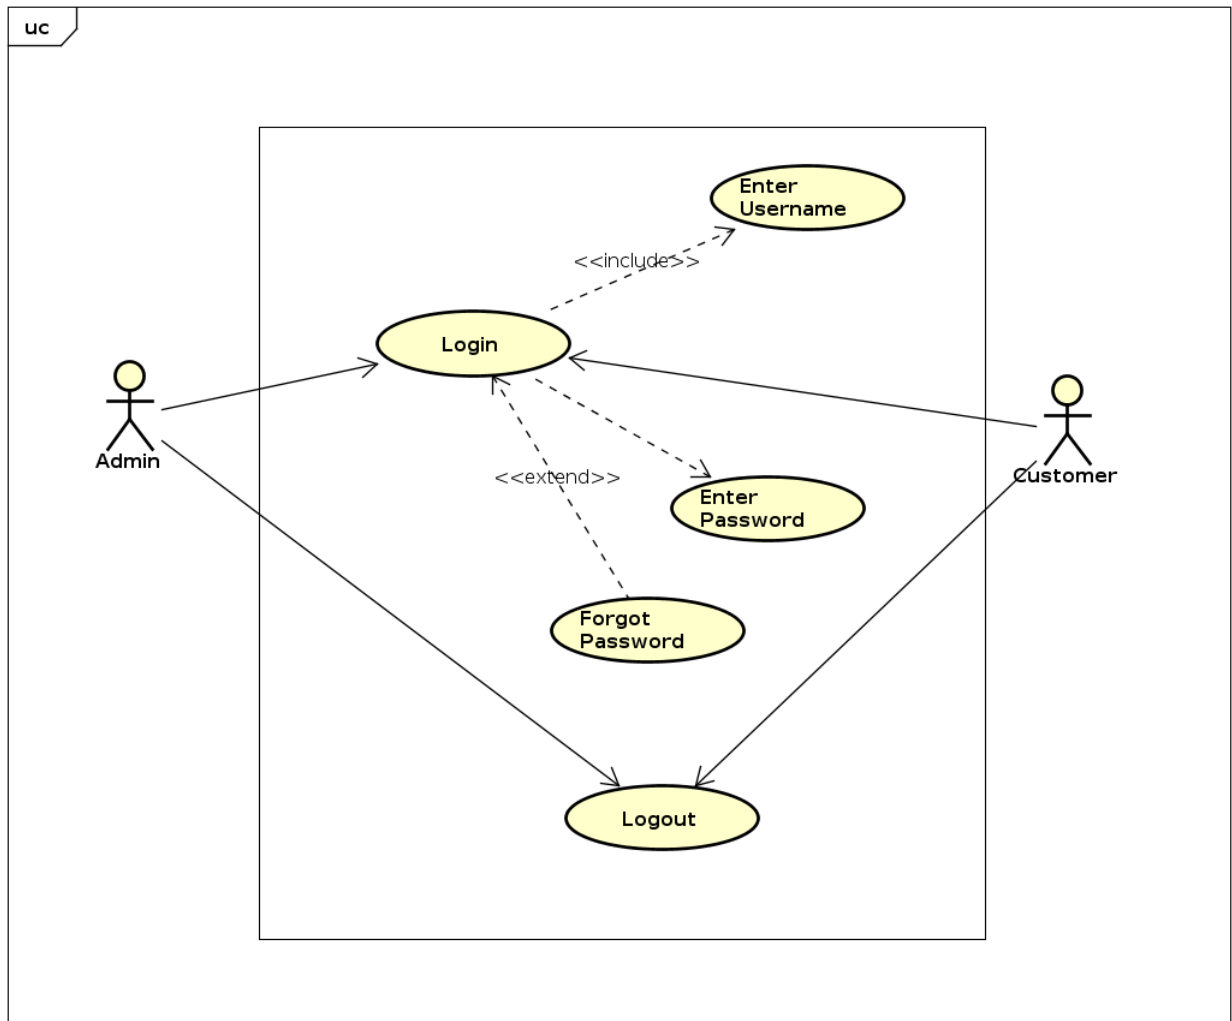 uc
Enter
Username
<<include>>
Login
Admin
Customer
<<extend>>
Enter
Password
Forgot
Password
Logout